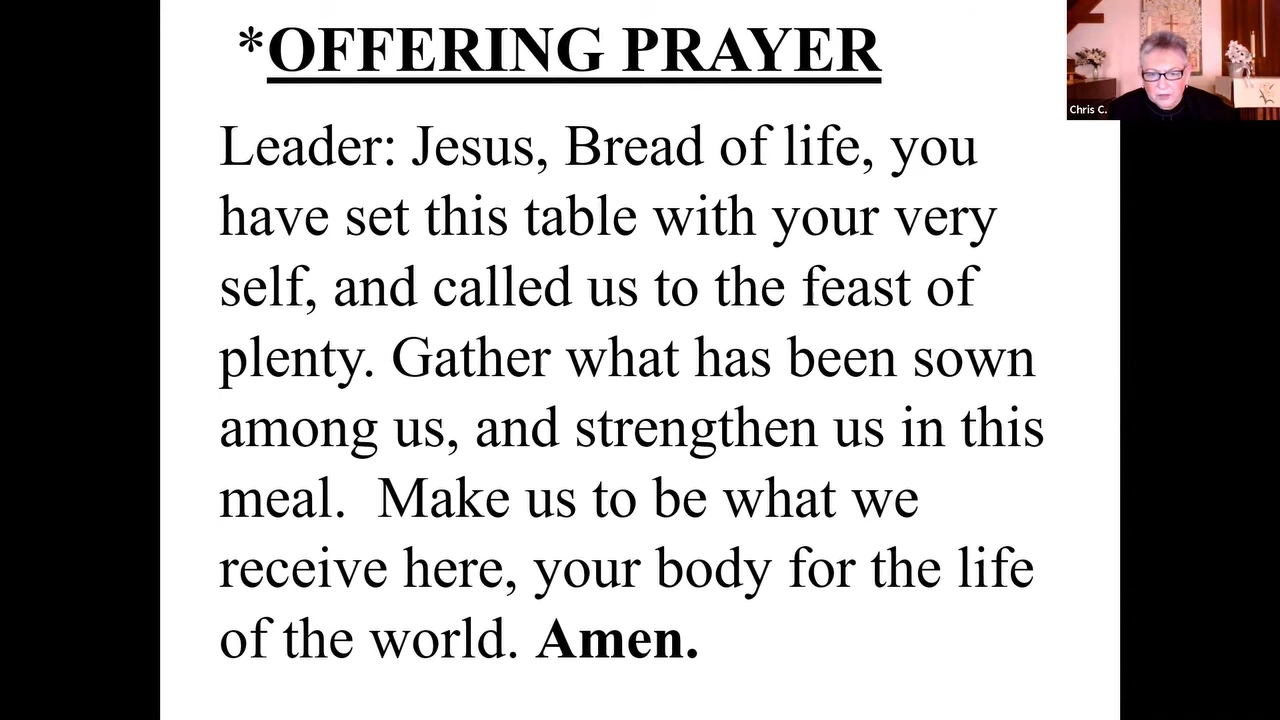 *OFFERING PRAYER
Leader: Jesus, Bread of life, you
have set this table with your very
self, and called us to the feast of
plenty. Gather what has been sown
among us, and strengthen us in this
meal.  Make us to be what we
receive here, your body for the life
of the world. Amen.
Chris C.